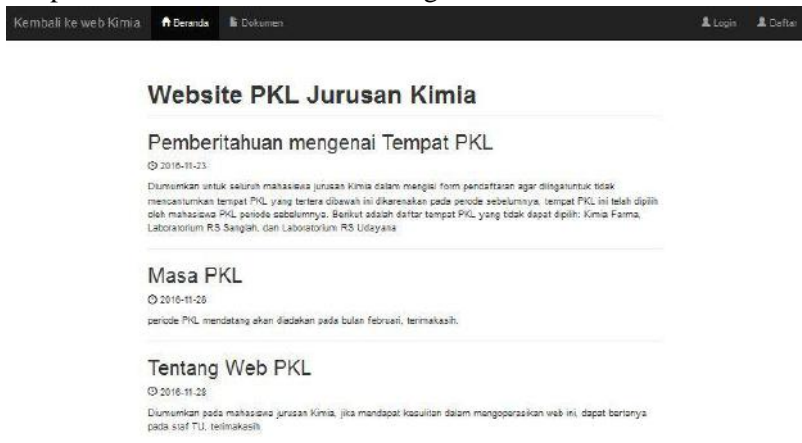 Kembali ke web Kimia Beranda Dokumen Login Daftar
Website PKL Jurusan Kimia
Pemberitahuan mengenai Tempat PKL
2016-11-23
Diumumkan untuk seluruh mahasiswa jurusan Kimia dalam mengisi form pendaftaran agar diingatuntuk tidak
mencantumkan tempat PKL yang tertera dibawah ini dikarenakan pada perode sebelumnya, tempat PKL ini telah dipilih
oleh mahasiswa PKL periode sebelumnya. Berikut adalah daftar tempat PKL yang tidak dapat dipilih: Kimia Farma,
Laboratorium RS Sanglah, dan Laboratorium RS Udayana
Masa PKL
2016-11-28
periode PKL mendatang akan diadakan pada bulan februari, terimakasih.
Tentang Web PKL
2016-11-28
Diumumkan pada mahasiswa jurusan Kimia, jika mendapat kesulitan dalam mengoperasikan web ini, dapat bertanya
pada staf TU, terimakasih